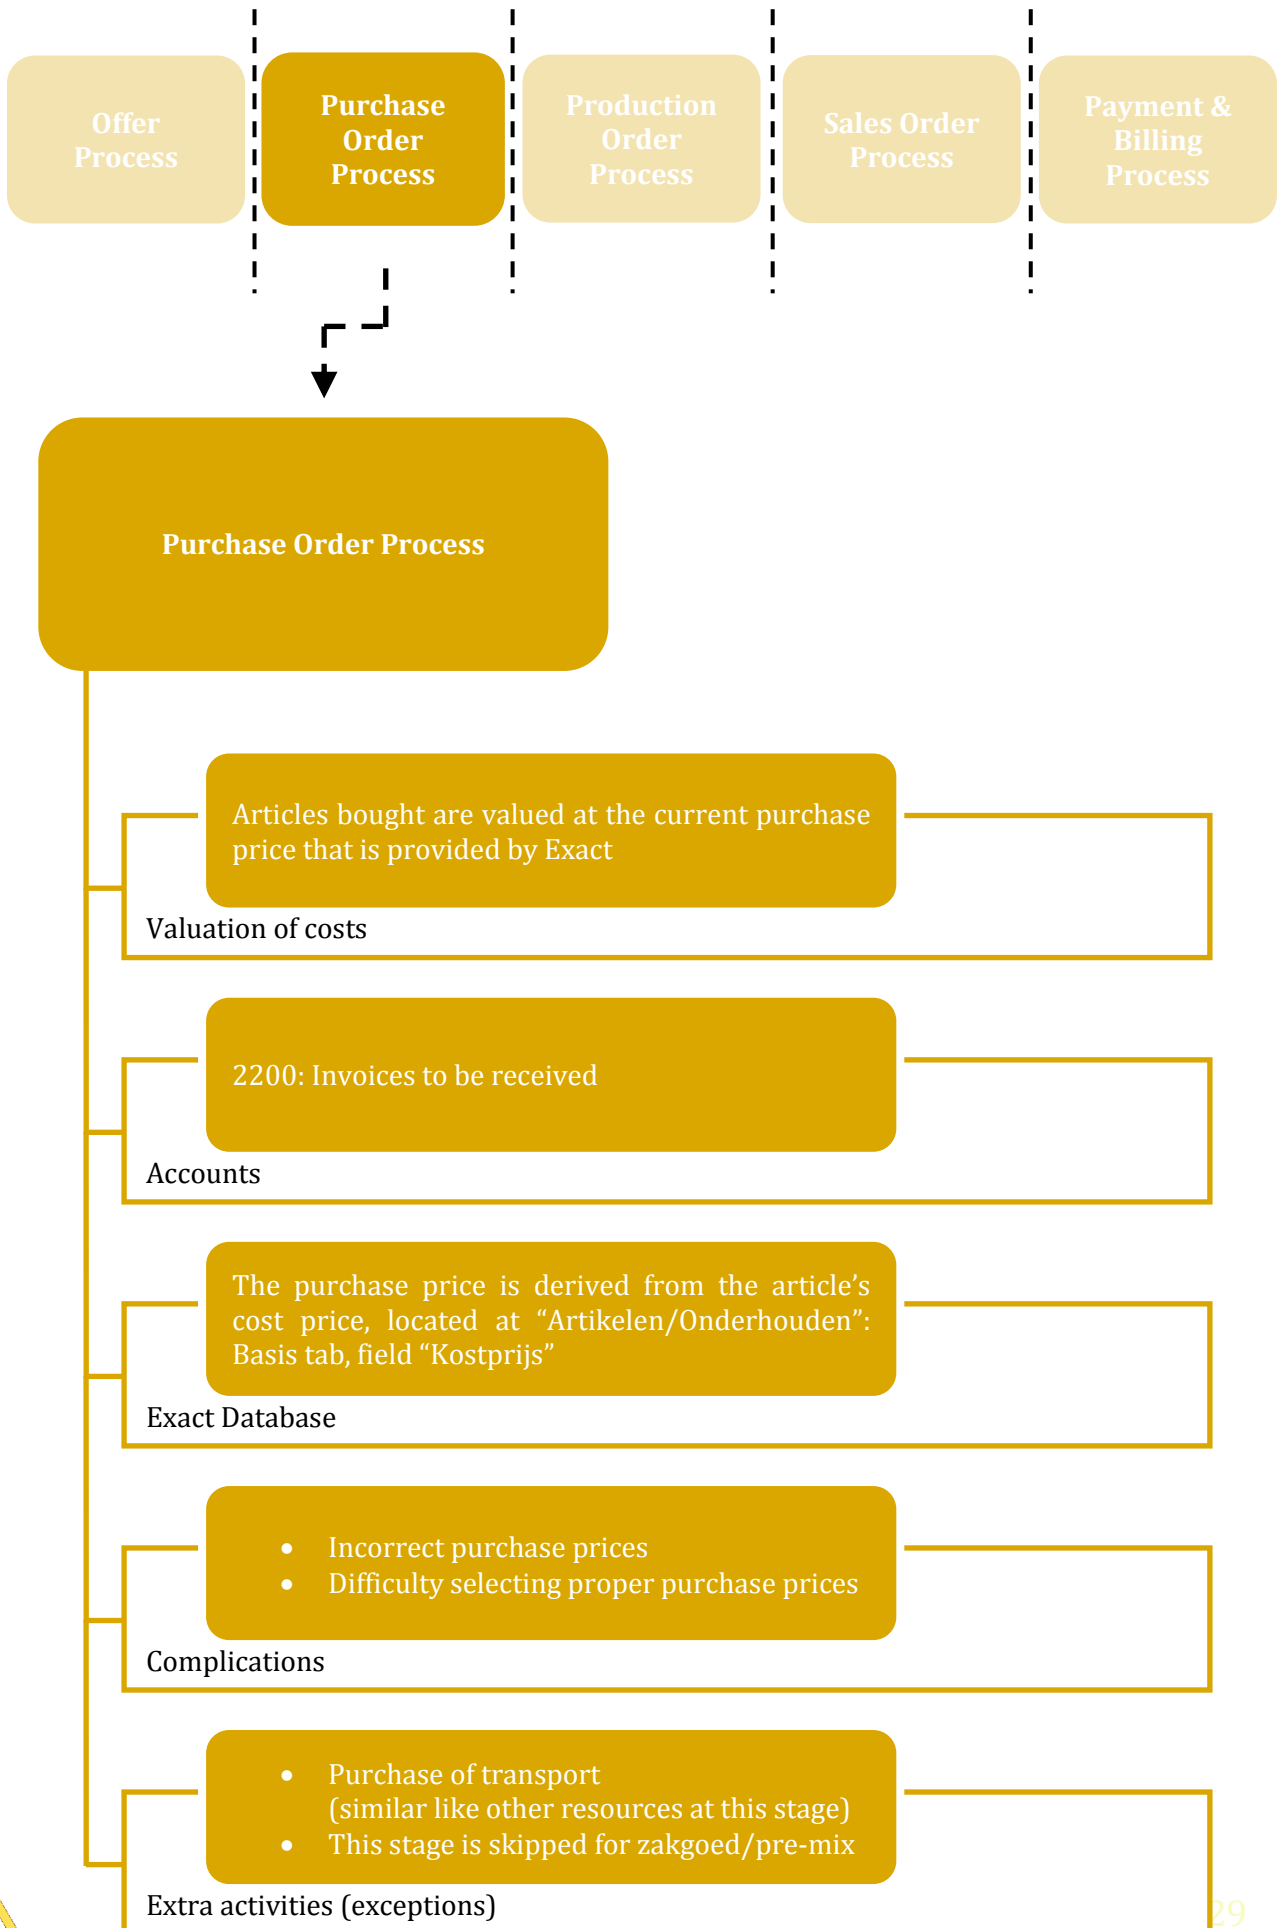 Offer
Process
Purchase
Order
Process
Production
Order
Process
Sales Order
Process
Payment &
Billing
Process
Purchase Order Process
Articles bought are valued at the current purchase
price that is provided by Exact
Valuation of costs
2200: Invoices to be received
Accounts
The purchase price is derived from the article’s
cost price, located at “Artikelen/Onderhouden”:
Basis tab, field “Kostprijs”
Exact Database
• Incorrect purchase prices
• Difficulty selecting proper purchase prices
Complications
• Purchase of transport
(similar like other resources at this stage)
• This stage is skipped for zakgoed/pre-mix
Extra activities (exceptions)
29